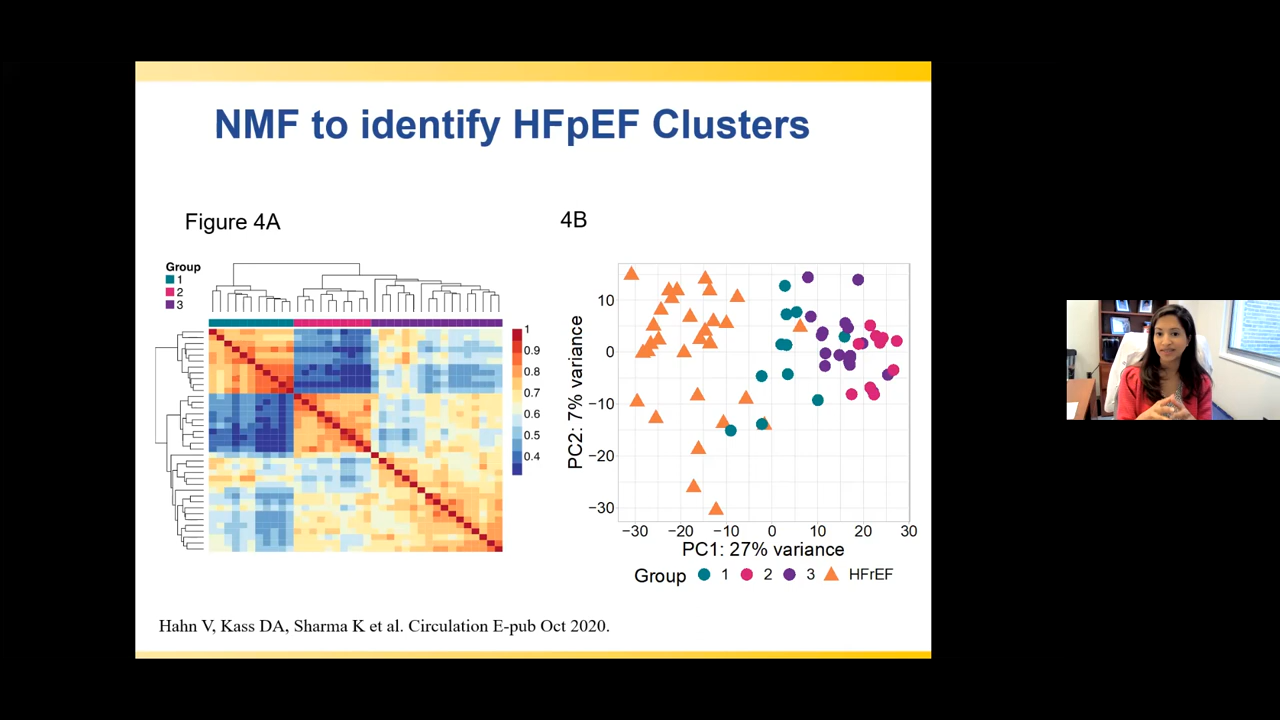 NMF to identify HFpEF Clusters
Figure 4A
4B
Group
1
2
3
1
0.9
0.8
0.7
0.6
0.5
0.4
PC2: 7% variance
10
0
−10
−20
−30
−30 −20 −10 0 10 20 30
PC1: 27% variance
Group 1 2 3 HFrEF
Hahn V, Kass DA, Sharma K et al. Circulation E-pub Oct 2020.